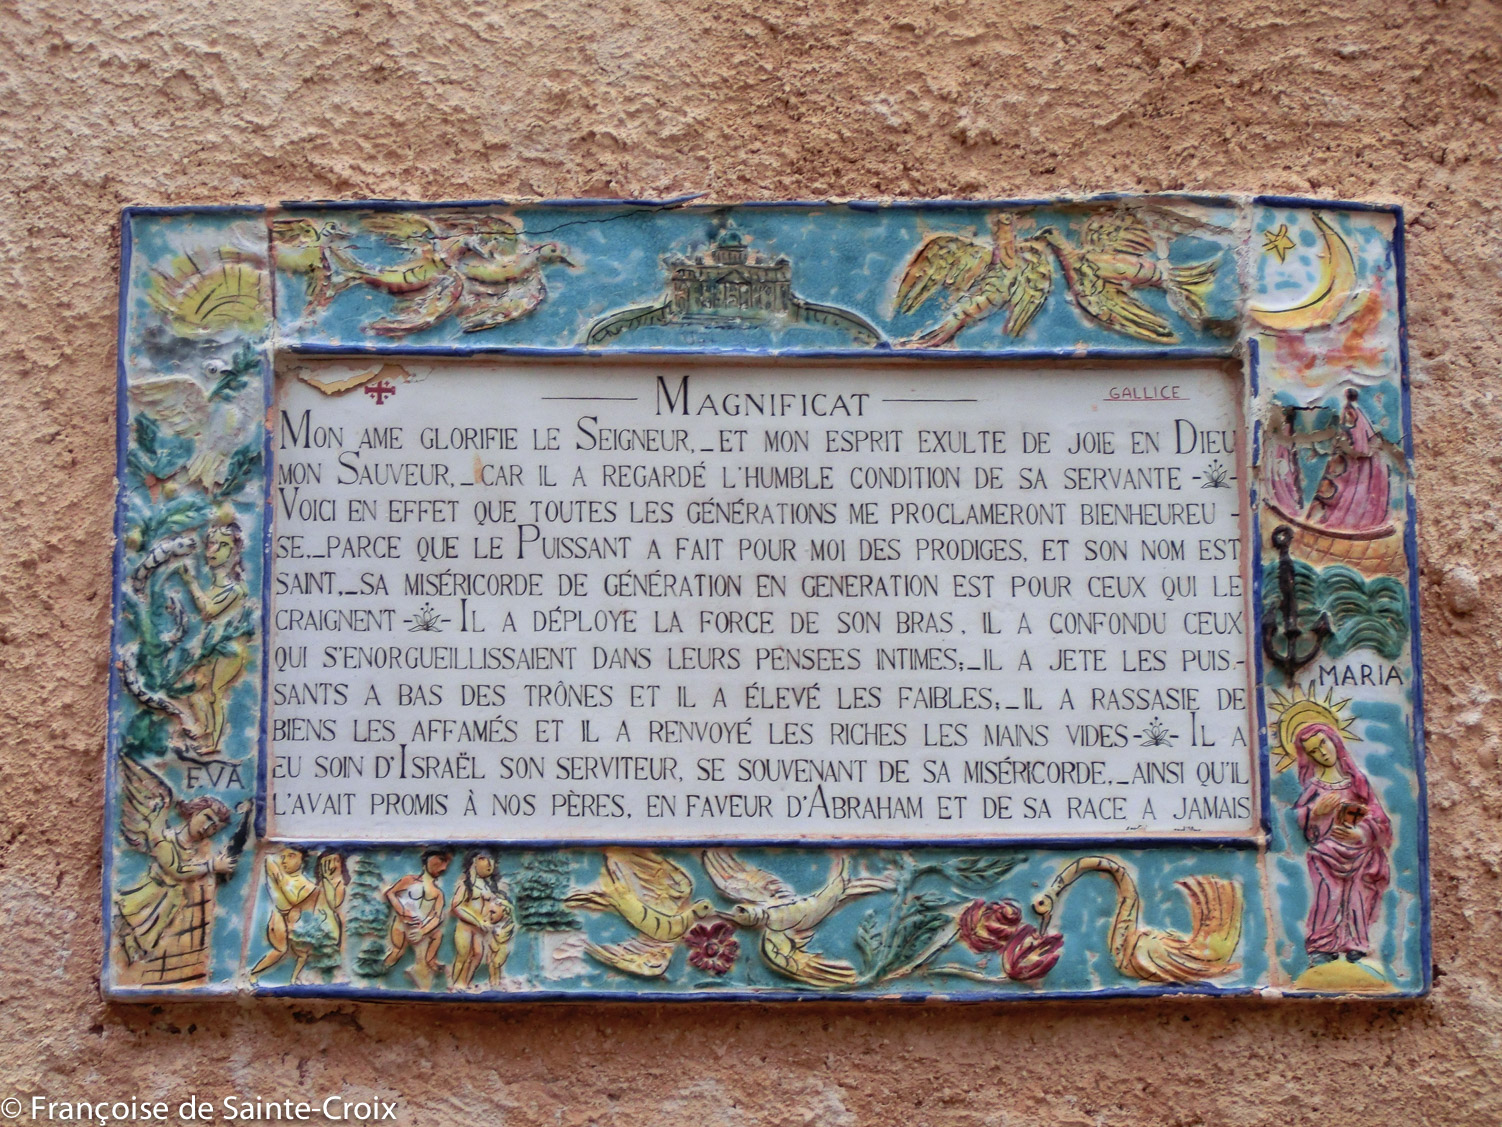 MAGNIFICAT
GALLICE
MON AME GLORIFIE LE SEIGNEUR,_ET MON ESPRIT EXULTE DE JOIE EN DIEU
MON SAUVEUR,_CAR IL A REGARDÉ L'HUMBLE CONDITION DE SA SERVANTE --
VOICI EN EFFET QUE TOUTES LES GÉNÉRATIONS ME PROCLAMERONT BIENHEUREU -
SE._PARCE QUE LE PUISSANT A FAIT POUR MOI DES PRODIGES, ET SON NOM EST
SAINT,_SA MISÉRICORDE DE GÉNÉRATION EN GENERATION EST POUR CEUX QUI LE
CRAIGNENT -- IL A DÉPLOYE LA FORCE DE SON BRAS, IL A CONFONDU CEUX
QUI S'ENORGUEILLISSAIENT DANS LEURS PENSEES INTIMES;_IL A JETE LES PUIS-
SANTS A BAS DES TRÔNES ET IL A ÉLEVÉ LES FAIBLES;_IL A RASSASIE DE
BIENS LES AFFAMÉS ET IL A RENVOYÉ LES RICHES LES MAINS VIDES -- IL A
EU SOIN D'ISRAËL SON SERVITEUR, SE SOUVENANT DE SA MISÉRICORDE,_AINSI QU'IL
L'AVAIT PROMIS À NOS PÈRES, EN FAVEUR D'ABRAHAM ET DE SA RACE A JAMAIS
MARIA
EVA
© Françoise de Sainte-Croix